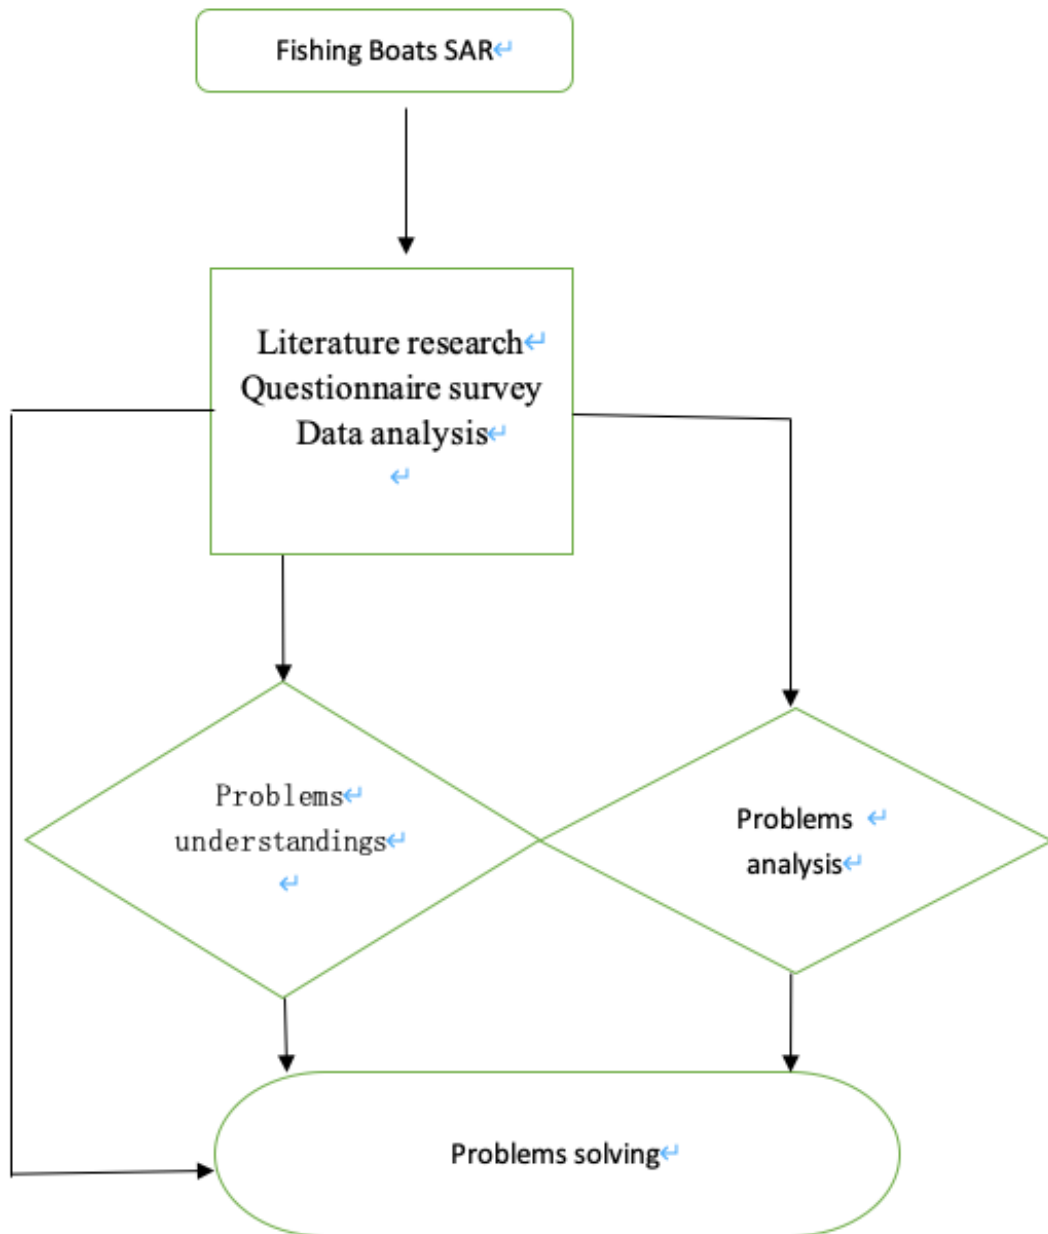 Fishing Boats SAR
Literature research
Questionnaire survey
Data analysis
Problems
understandings
Problems
analysis
Problems solving